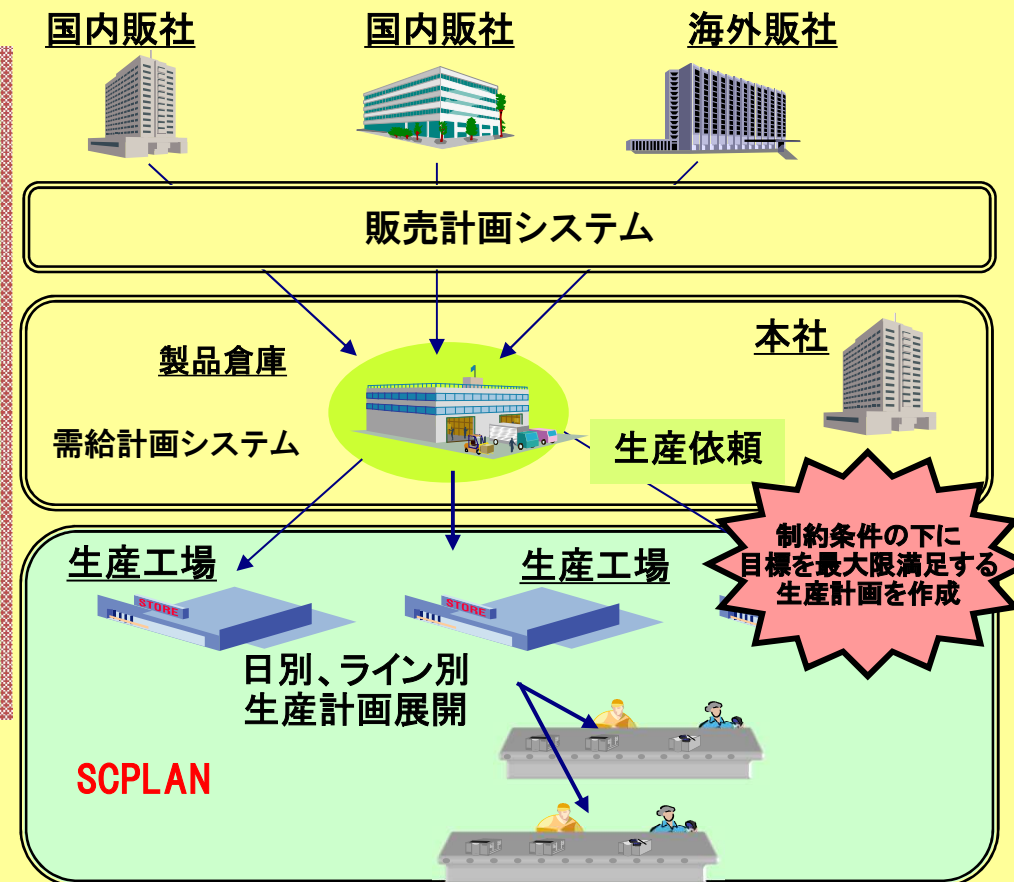 国内販社
国内販社
海外販社
販売計画システム
本社
製品倉庫
需給計画システム
生産依頼
制約条件の下に
目標を最大限満足する
生産計画を作成
生産工場
生産工場
STORE
STORE
日別、ライン別
生産計画展開
SCPLAN